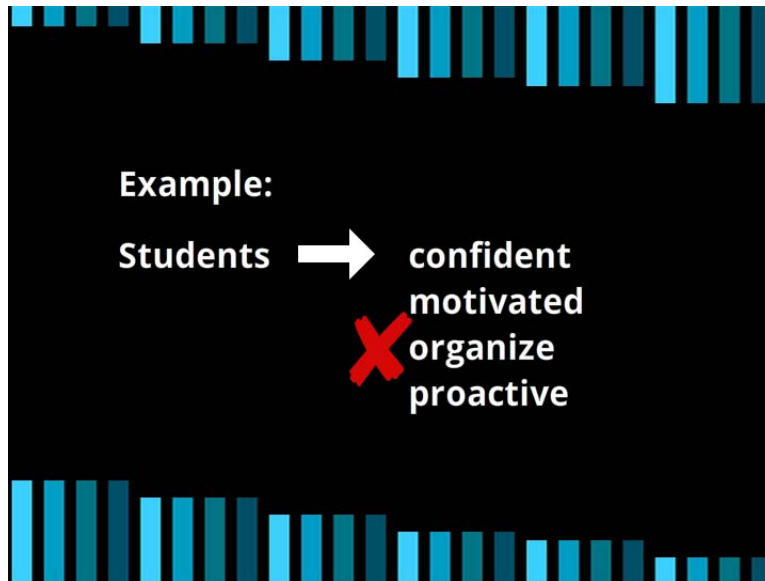 Example:
Students confident
motivated
organize
proactive